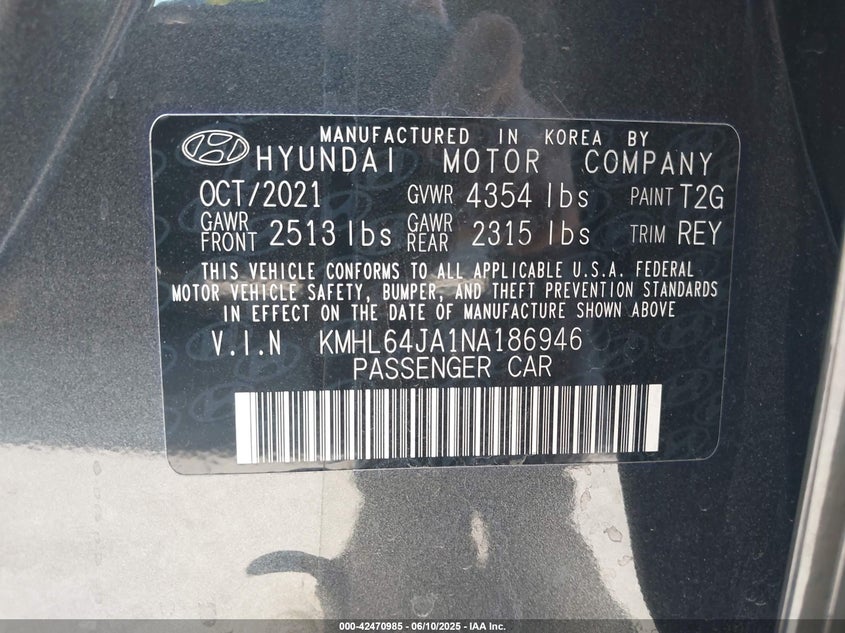 MANUFACTURED IN KOREA BY
HYUNDAI MOTOR COMPANY
OCT/2021 GVWR 4354 lbs PAINT T2G
GAWR FRONT 2513 lbs GAWR REAR 2315 lbs TRIM REY
THIS VEHICLE CONFORMS TO ALL APPLICABLE U.S.A. FEDERAL
MOTOR VEHICLE SAFETY, BUMPER, AND THEFT PREVENTION STANDARDS
IN EFFECT ON THE DATE OF MANUFACTURE SHOWN ABOVE
V.I.N KMHL64JA1NA186946
PASSENGER CAR
000-42470985 - 06/10/2025 - IAA Inc.